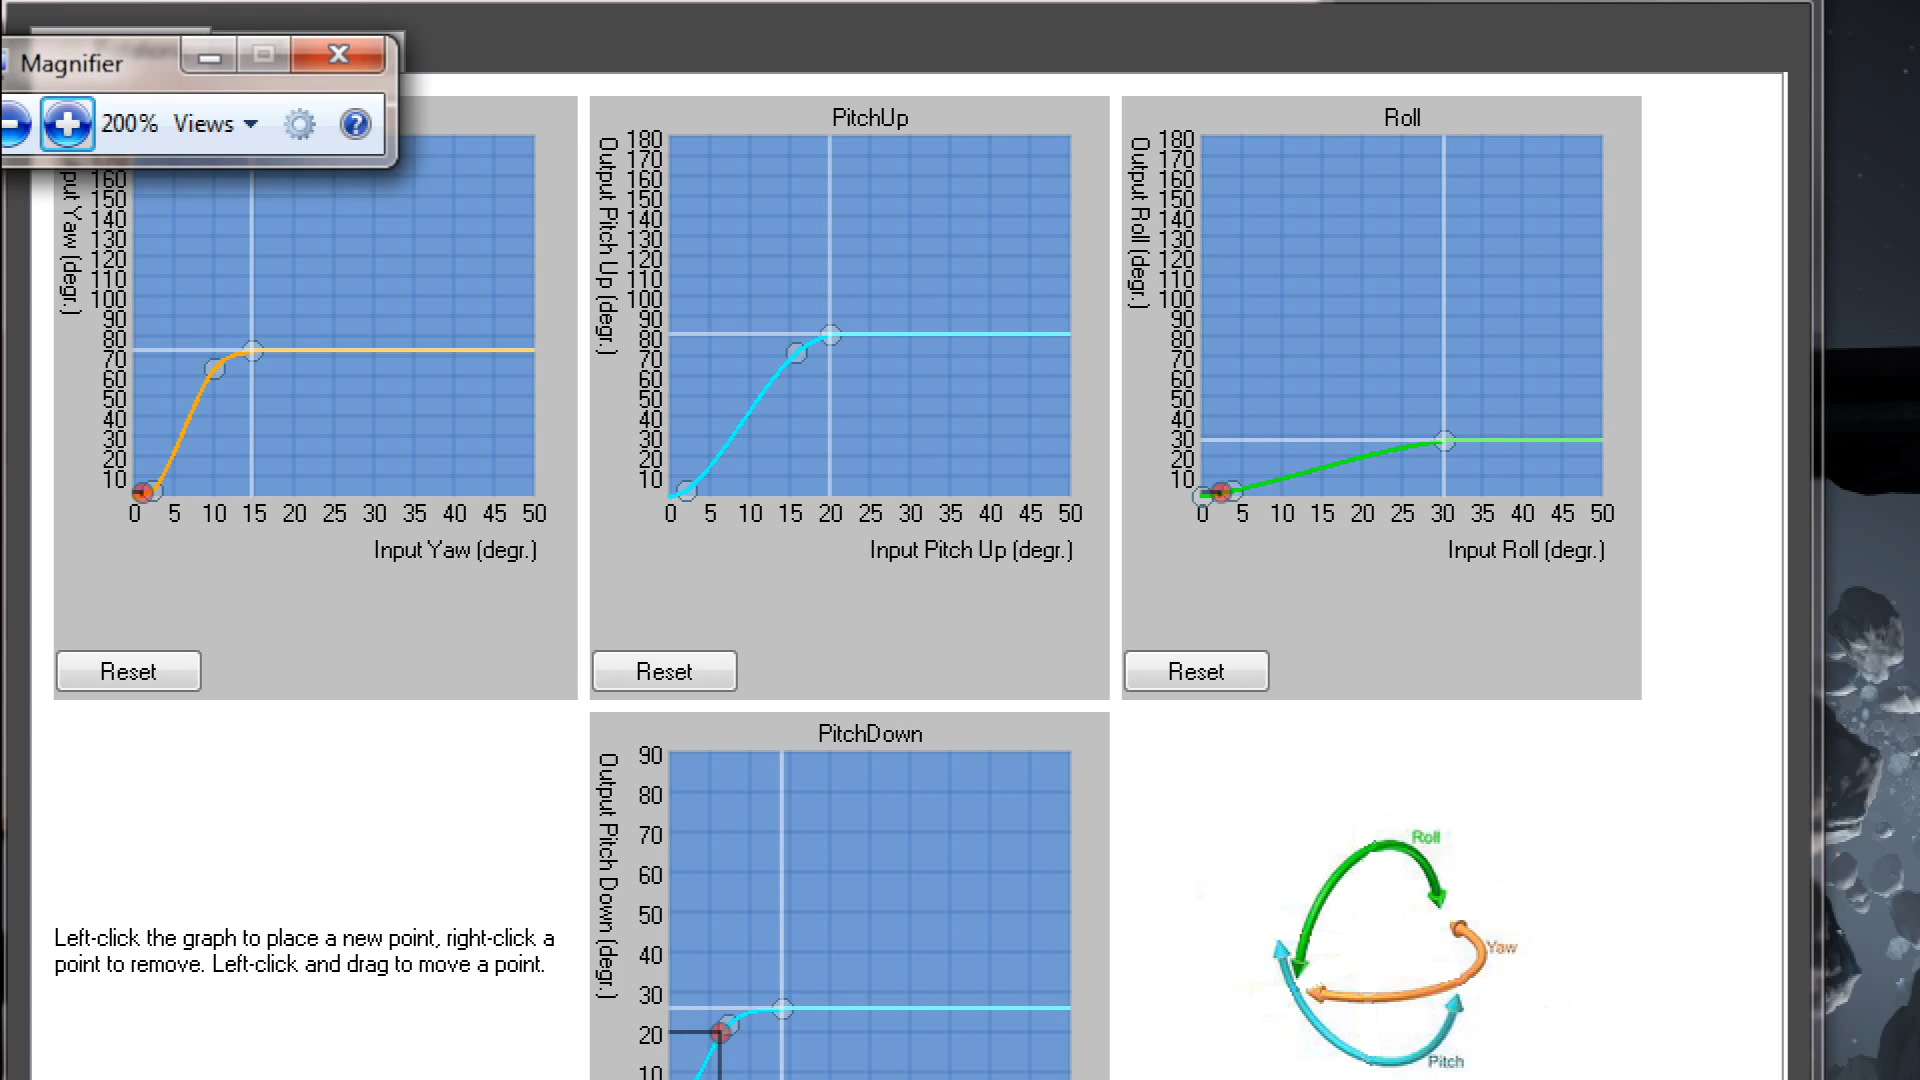 Magnifier
200% Views
put Yaw (degr.)
160
150
140
130
120
110
100
90
80
70
60
50
40
30
20
10
0 5 10 15 20 25 30 35 40 45 50
Input Yaw (degr.)
Reset
PitchUp
Output Pitch Up (degr.)
180
170
160
150
140
130
120
110
100
90
80
70
60
50
40
30
20
10
0 5 10 15 20 25 30 35 40 45 50
Input Pitch Up (degr.)
Reset
Roll
Output Roll (degr.)
180
170
160
150
140
130
120
110
100
90
80
70
60
50
40
30
20
10
0 5 10 15 20 25 30 35 40 45 50
Input Roll (degr.)
Reset
Left-click the graph to place a new point, right-click a
point to remove. Left-click and drag to move a point.
PitchDown
Output Pitch Down (degr.)
90
80
70
60
50
40
30
20
10
Roll
Yaw
Pitch